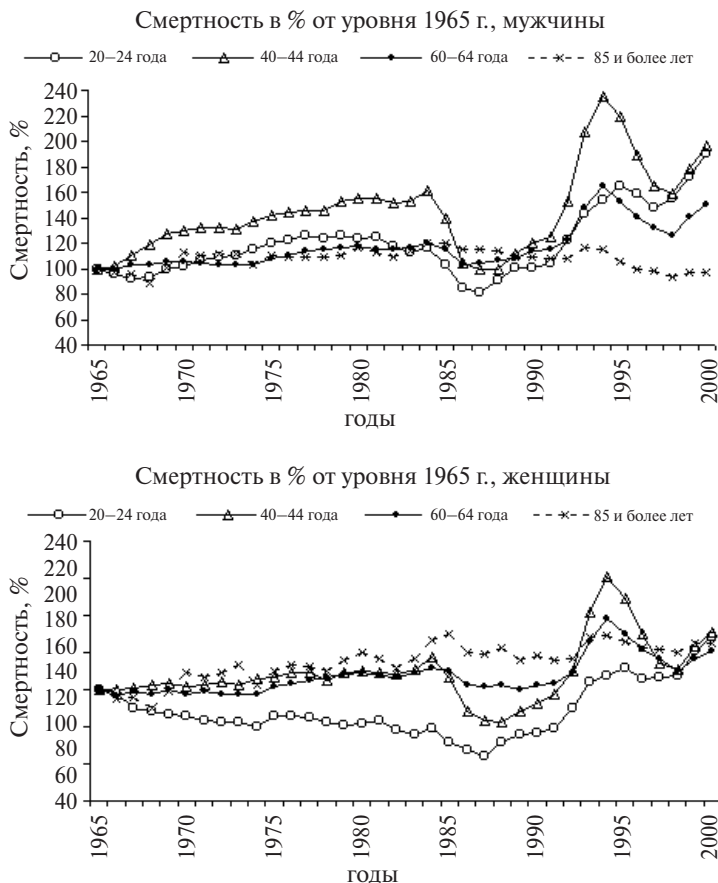 Смертность в % от уровня 1965 г., мужчины
20–24 года 40–44 года 60–64 года 85 и более лет
Смертность, %
240
220
200
180
160
140
120
100
80
60
40
1965 1970 1975 1980 1985 1990 1995 2000
годы
Смертность в % от уровня 1965 г., женщины
20–24 года 40–44 года 60–64 года 85 и более лет
Смертность, %
240
220
200
180
160
140
120
100
80
60
40
1965 1970 1975 1980 1985 1990 1995 2000
годы